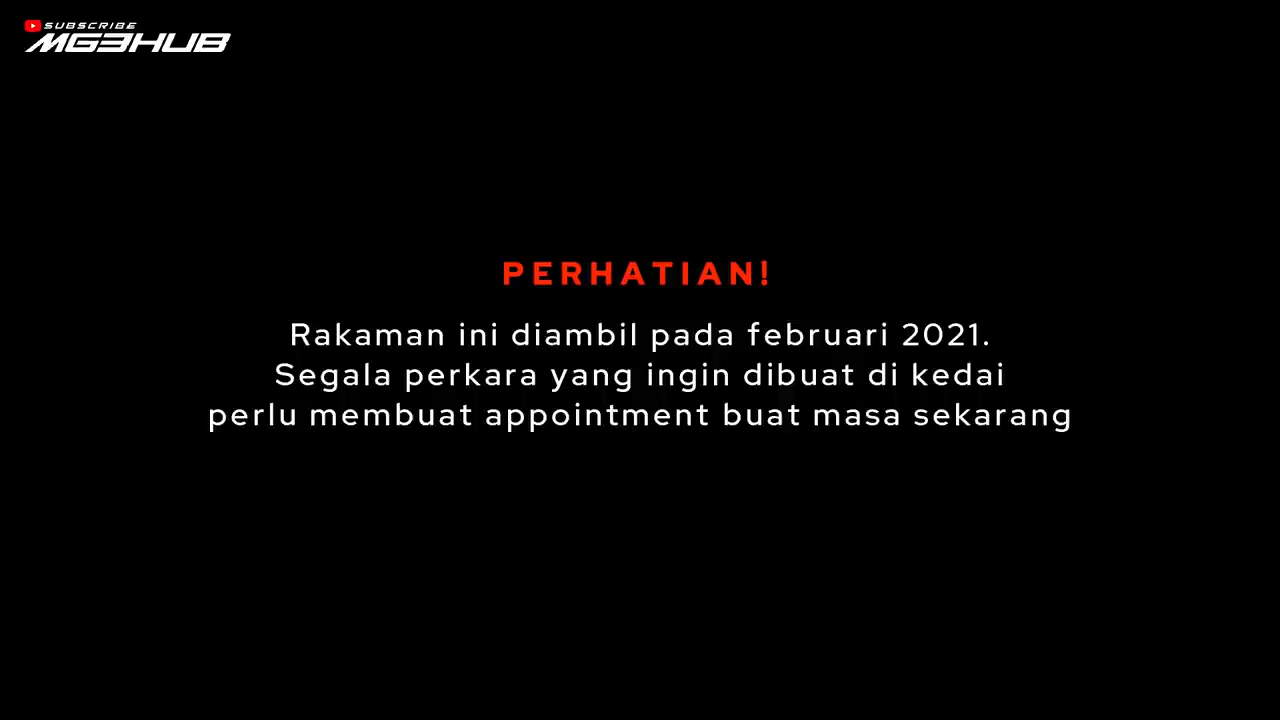 SUBSCRIBE
MG3HUB
PERHATIAN!
Rakaman ini diambil pada februari 2021.
Segala perkara yang ingin dibuat di kedai
perlu membuat appointment buat masa sekarang